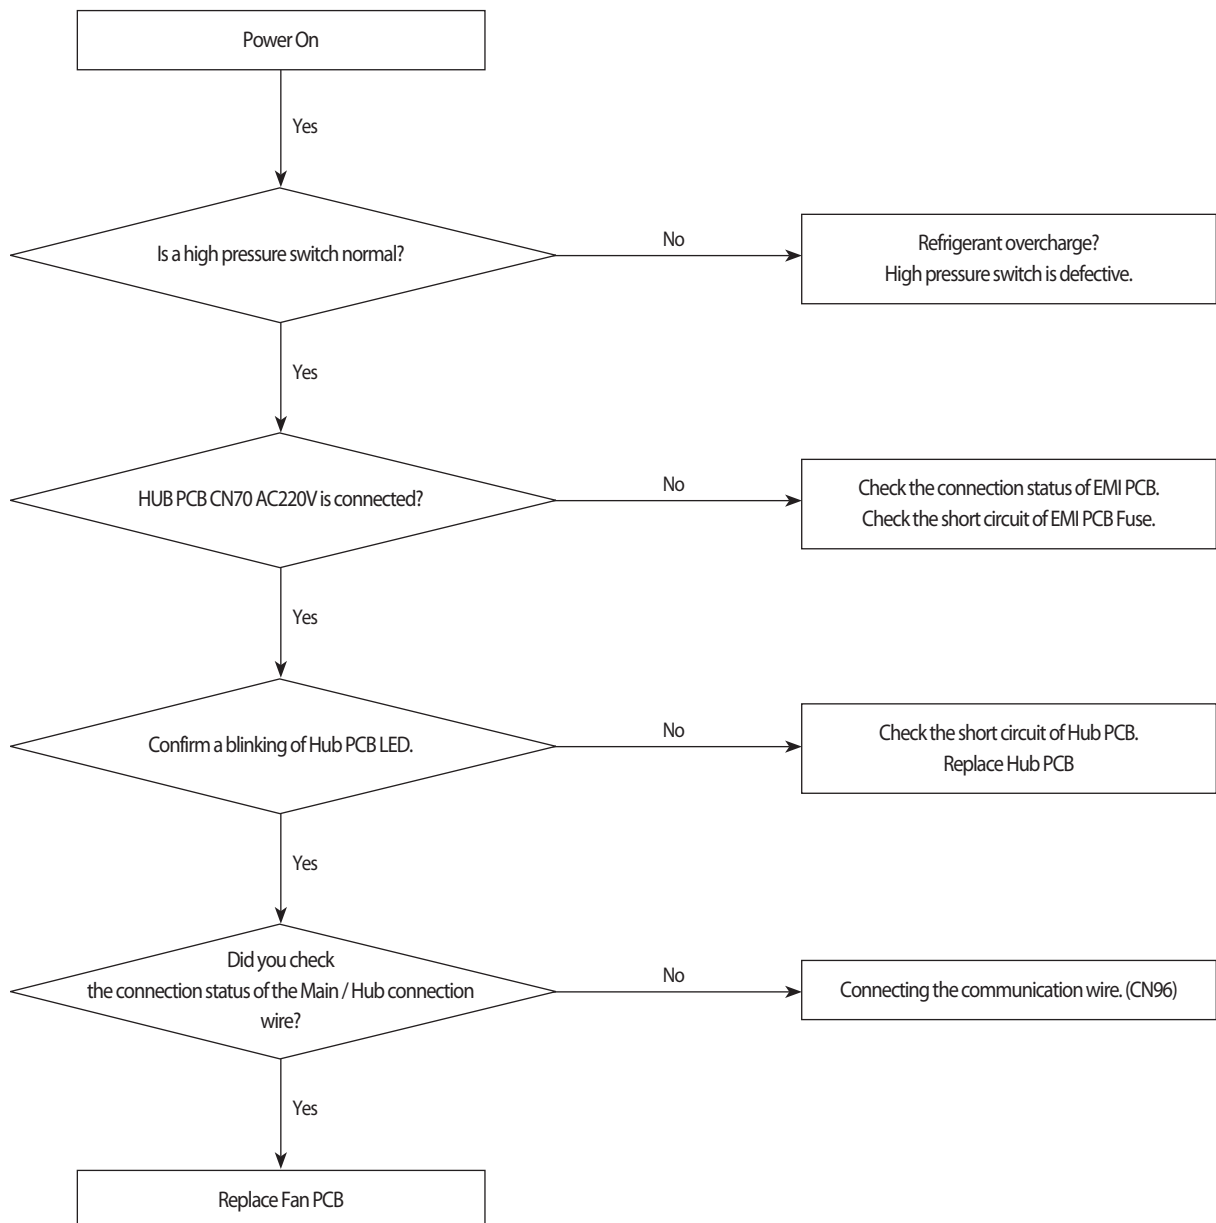 Power On
Yes
Is a high pressure switch normal?
No
Refrigerant overcharge?
High pressure switch is defective.
Yes
HUB PCB CN70 AC220V is connected?
No
Check the connection status of EMI PCB.
Check the short circuit of EMI PCB Fuse.
Yes
Confirm a blinking of Hub PCB LED.
No
Check the short circuit of Hub PCB.
Replace Hub PCB
Yes
Did you check
the connection status of the Main / Hub connection
wire?
No
Connecting the communication wire. (CN96)
Yes
Replace Fan PCB